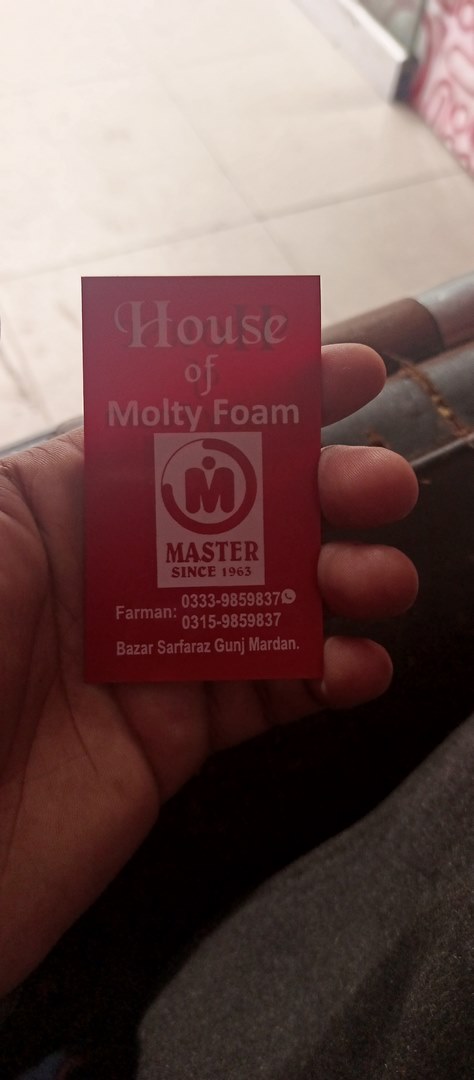 House
of
Molty Foam
MASTER
SINCE 1963
Farman: 0333-9859837
0315-9859837
Bazar Sarfaraz Gunj Mardan.